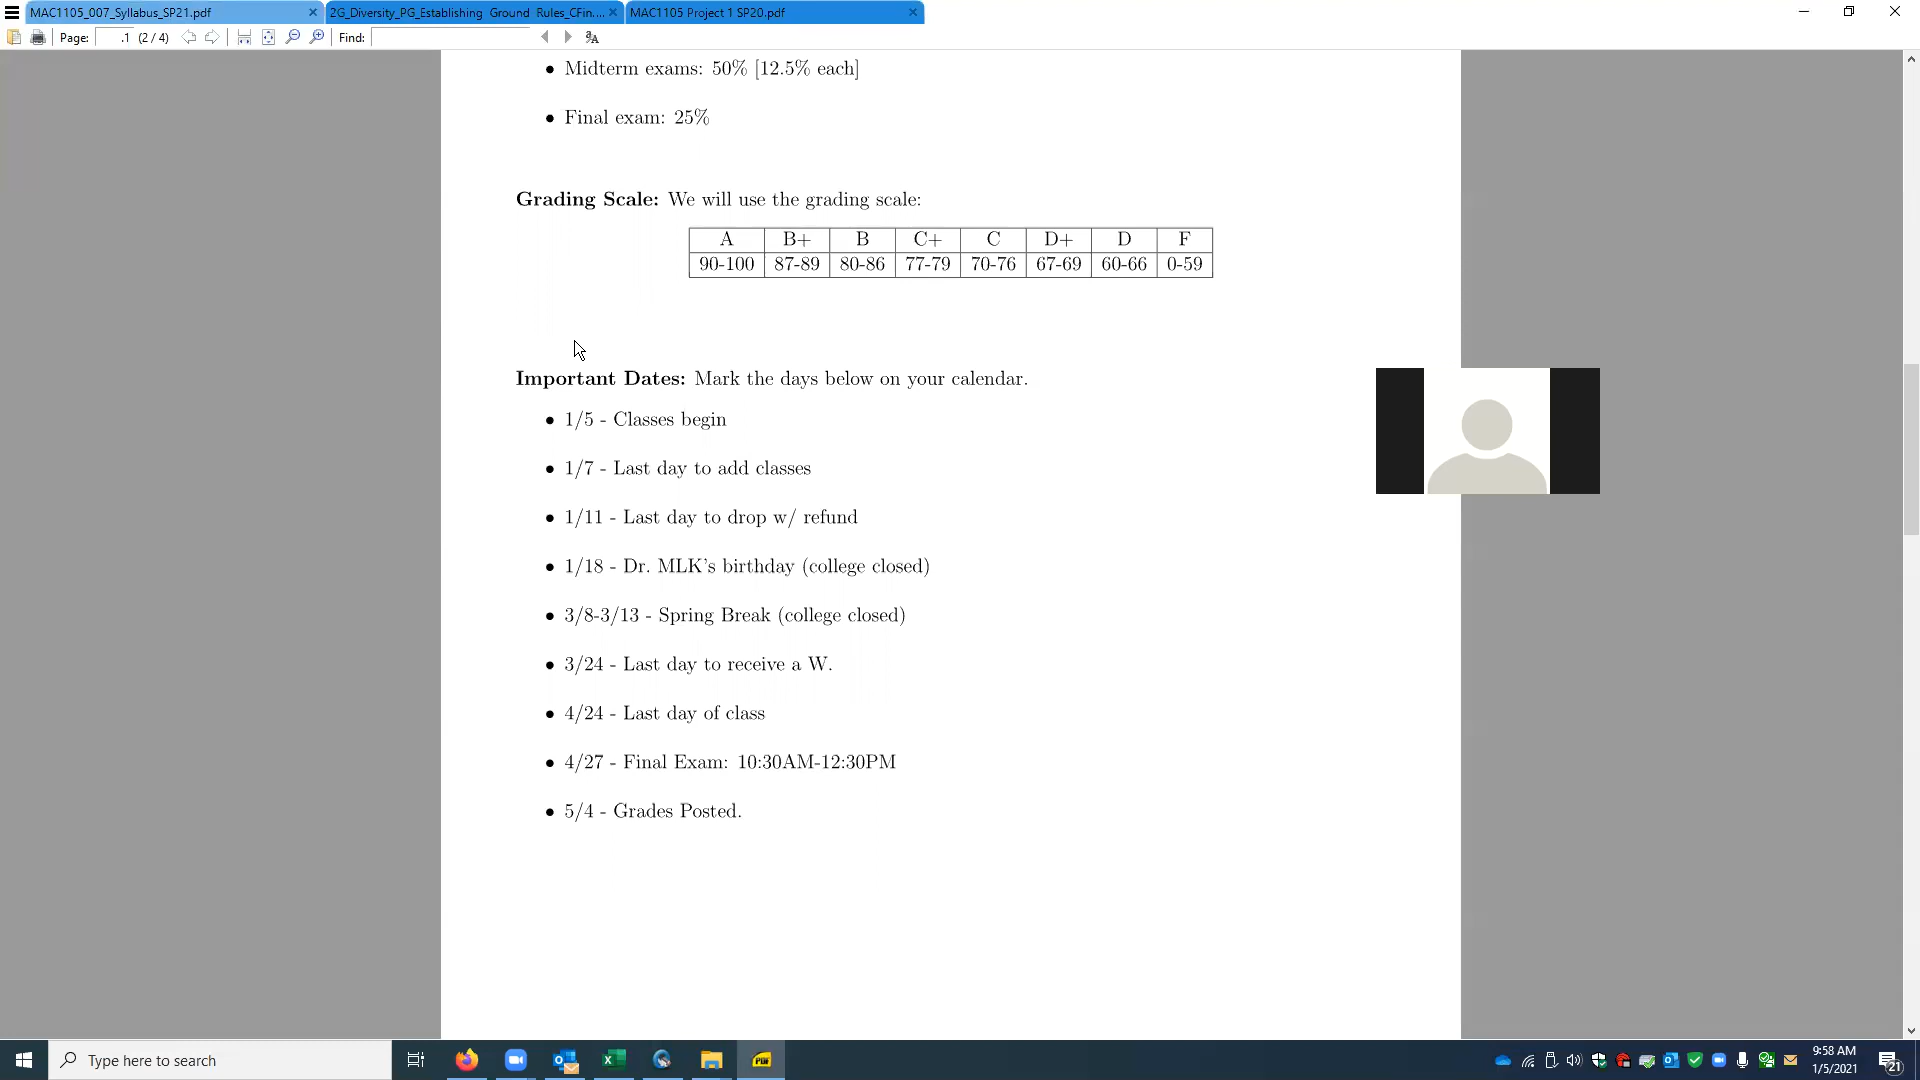 MAC1105_007_Syllabus_SP21.pdf
2G_Diversity_PG_Establishing Ground Rules_CFin....
MAC1105 Project 1 SP20.pdf
Page: .1 (2 / 4)
Find:
• Midterm exams: 50% [12.5% each]
• Final exam: 25%
Grading Scale: We will use the grading scale:
A B+ B C+ C D+ D F
90-100 87-89 80-86 77-79 70-76 67-69 60-66 0-59
Important Dates: Mark the days below on your calendar.
• 1/5 - Classes begin
• 1/7 - Last day to add classes
• 1/11 - Last day to drop w/ refund
• 1/18 - Dr. MLK's birthday (college closed)
• 3/8-3/13 - Spring Break (college closed)
• 3/24 - Last day to receive a W.
• 4/24 - Last day of class
• 4/27 - Final Exam: 10:30AM-12:30PM
• 5/4 - Grades Posted.
Type here to search
9:58 AM
1/5/2021
21